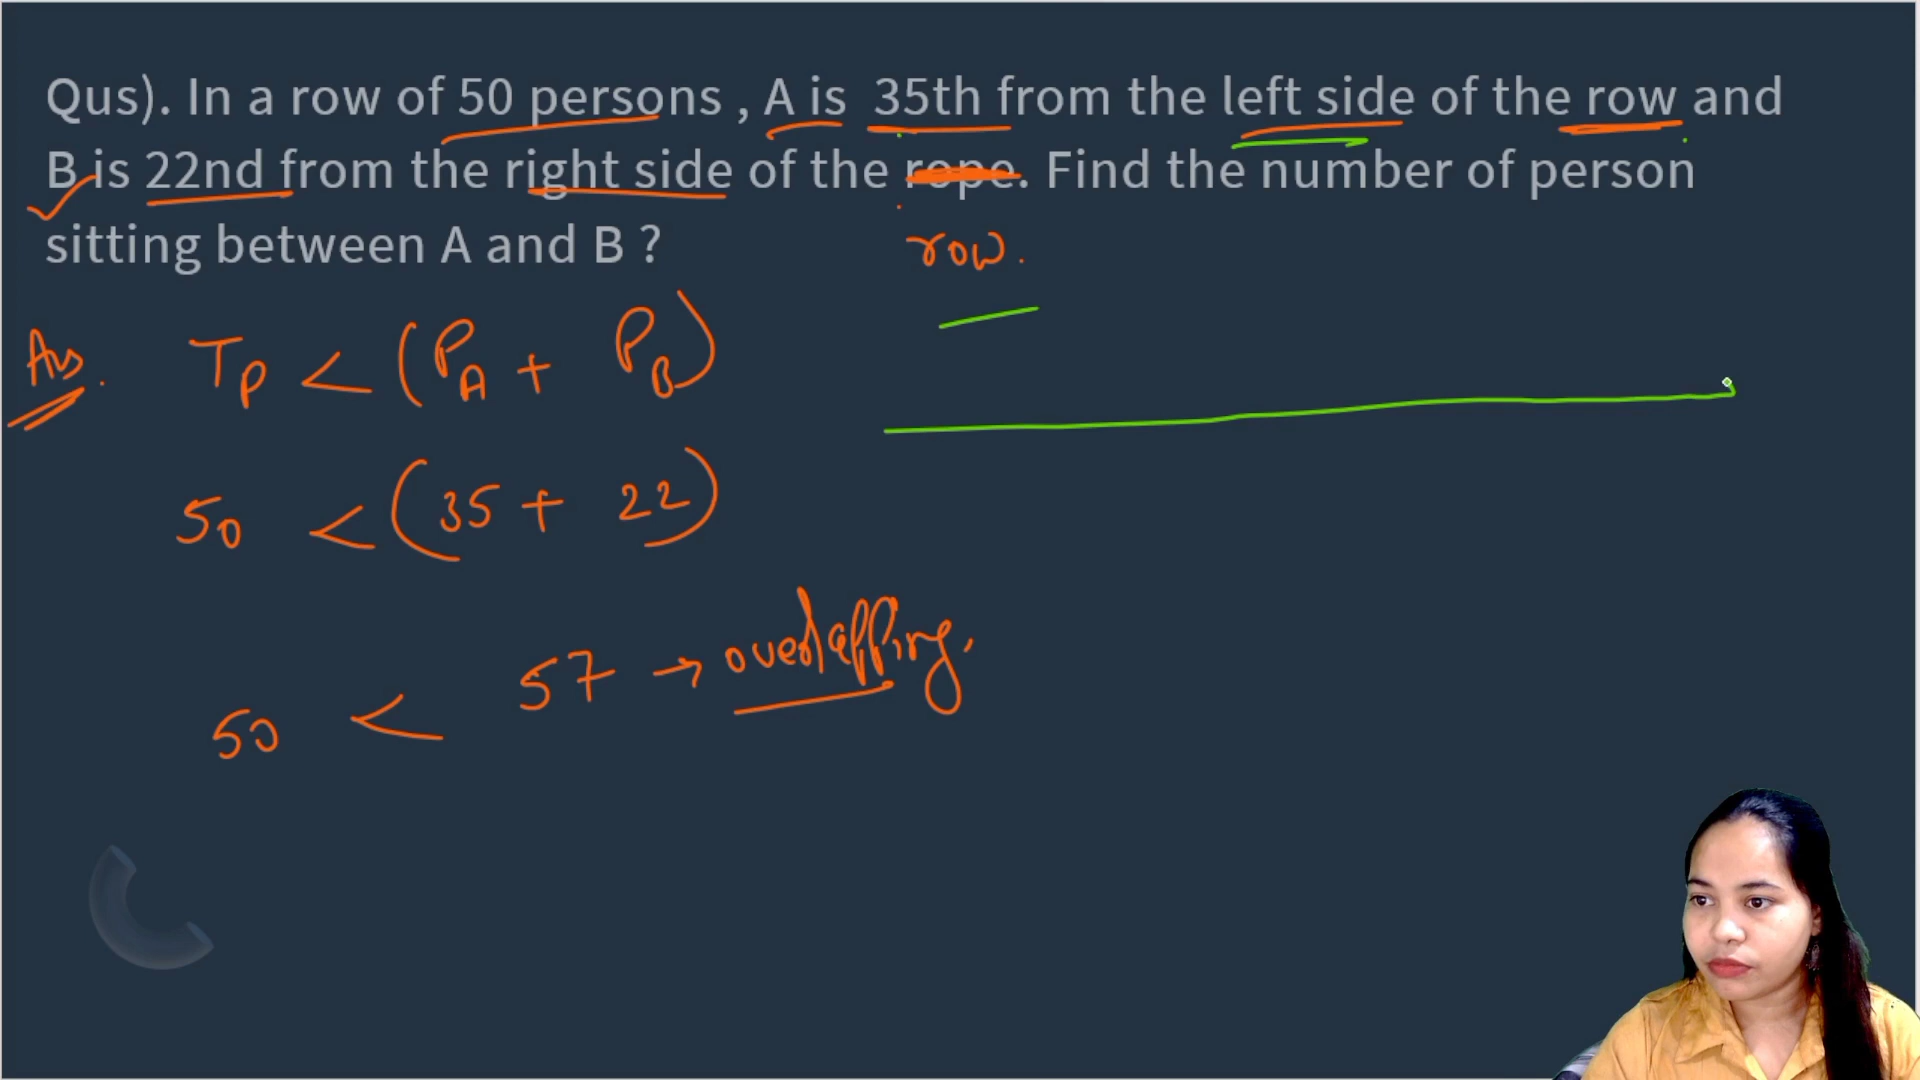 Qus). In a row of 50 persons , A is 35th from the left side of the row and
B is 22nd from the right side of the rope. Find the number of person
sitting between A and B ?
row.
Ans. TP < (PA + PB)
50 < (35 + 22)
50 < 57 → overlapping.